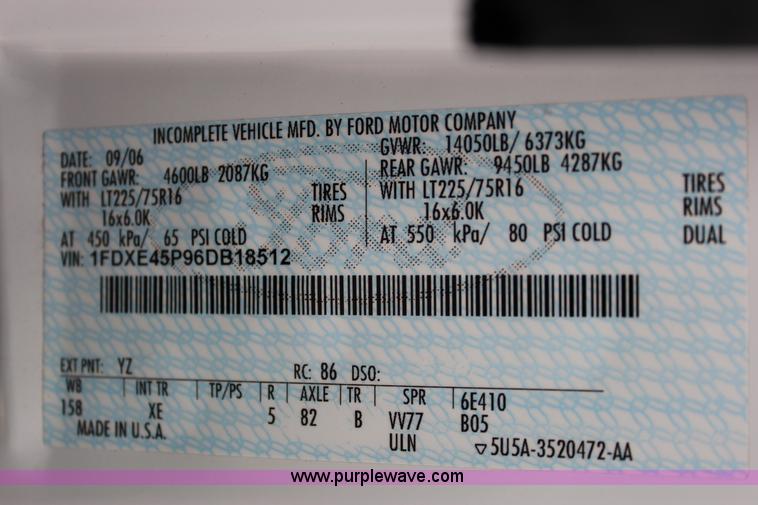 INCOMPLETE VEHICLE MFD. BY FORD MOTOR COMPANY
DATE: 09/06 GVWR: 14050LB/ 6373KG
FRONT GAWR: 4600LB 2087KG REAR GAWR: 9450LB 4287KG
WITH LT225/75R16 TIRES WITH LT225/75R16 TIRES
16x6.0K RIMS 16x6.0K RIMS
AT 450 kPa/ 65 PSI COLD AT 550 kPa/ 80 PSI COLD DUAL
VIN: 1FDXE45P96DB18512
EXT PNT: YZ RC: 86 DSO:
WB INT TR TP/PS R AXLE TR SPR 6E410
158 XE 5 82 B VV77 B05
MADE IN U.S.A. ULN ▽5U5A-3520472-AA
www.purplewave.com